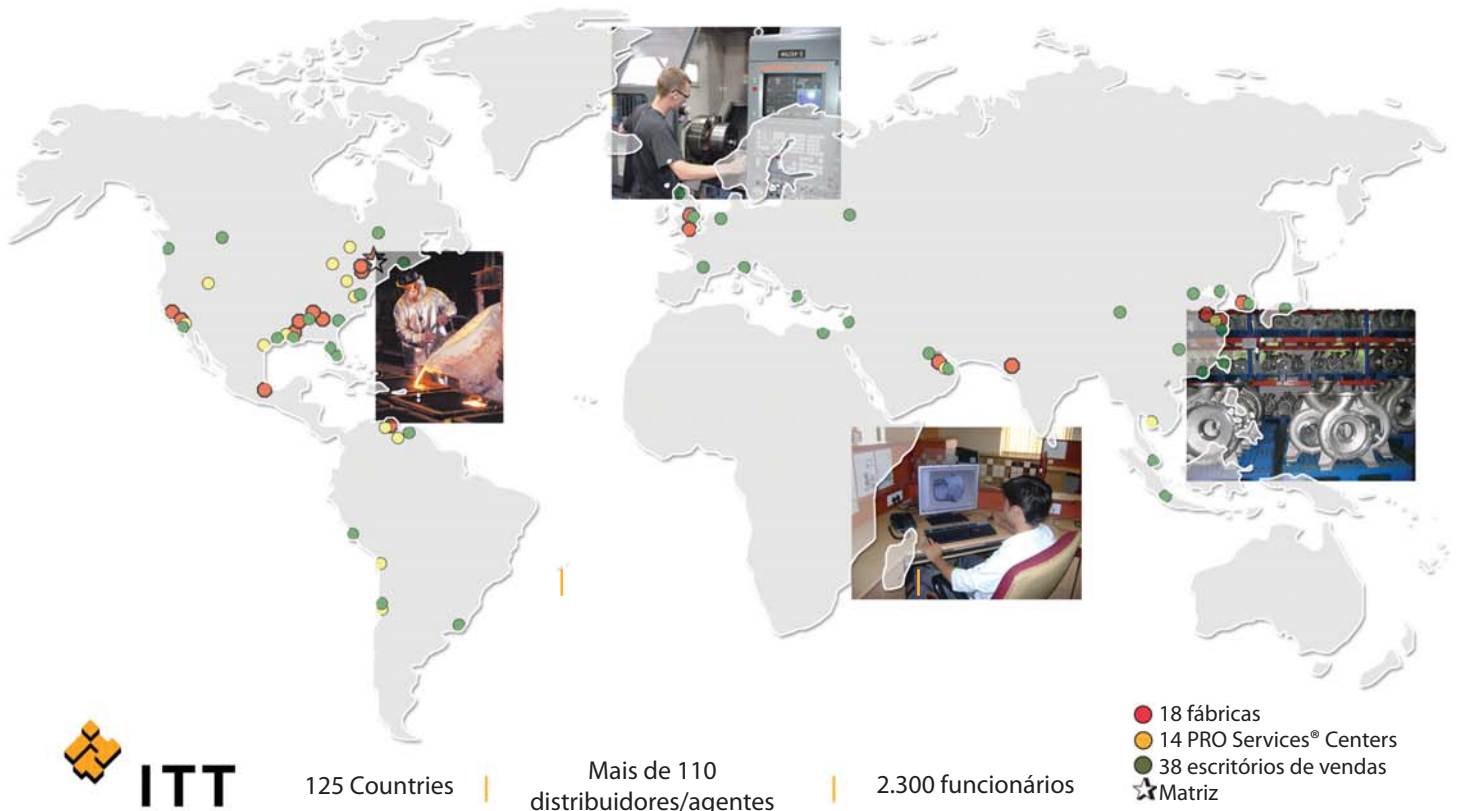 18 fábricas
14 PRO Services® Centers
38 escritórios de vendas
Matriz
ITT
125 Countries
Mais de 110
distribuidores/agentes
2.300 funcionários